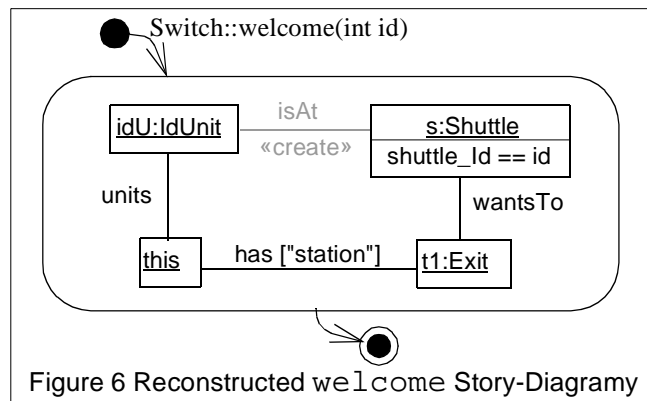 Switch::welcome(int id)
idU:IdUnit
isAt
«create»
s:Shuttle
shuttle_Id == id
units
wantsTo
this
has ["station"]
t1:Exit
Figure 6 Reconstructed welcome Story-Diagramy